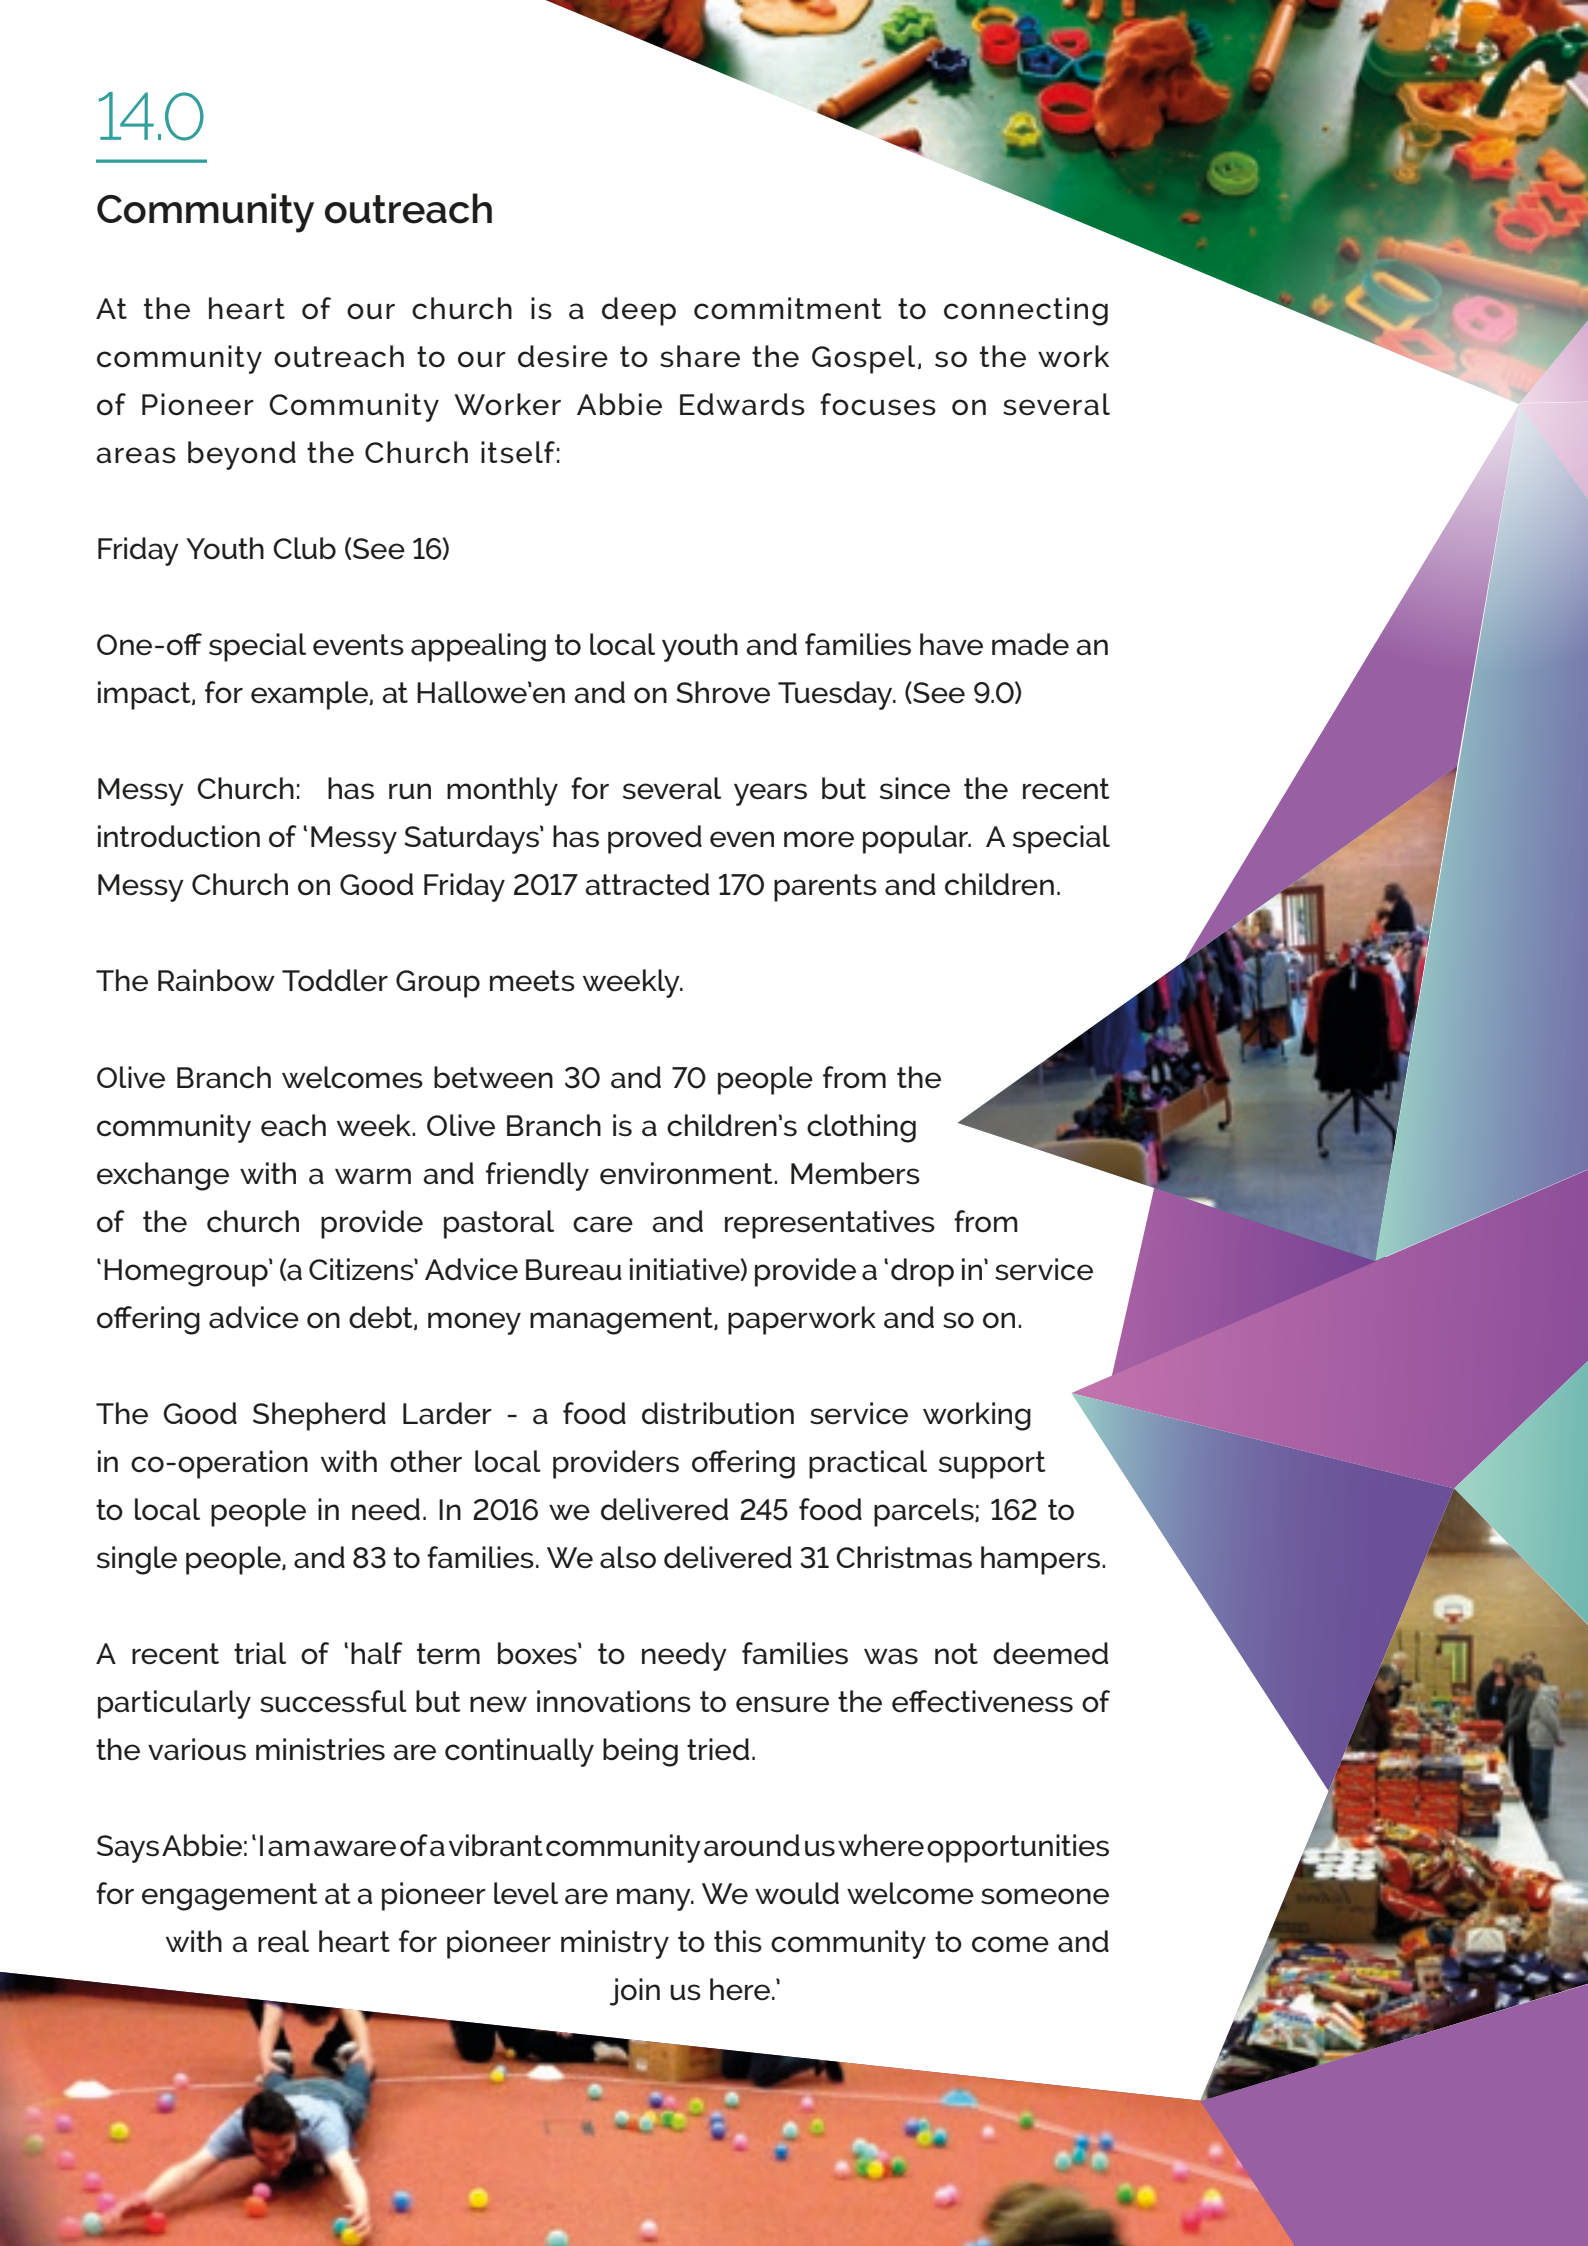 14.0
Community outreach
At the heart of our church is a deep commitment to connecting
community outreach to our desire to share the Gospel, so the work
of Pioneer Community Worker Abbie Edwards focuses on several
areas beyond the Church itself:
Friday Youth Club (See 16)
One-off special events appealing to local youth and families have made an
impact, for example, at Hallowe’en and on Shrove Tuesday. (See 9.0)
Messy Church:  has run monthly for several years but since the recent
introduction of ‘Messy Saturdays’ has proved even more popular.  A special
Messy Church on Good Friday 2017 attracted 170 parents and children.
The Rainbow Toddler Group meets weekly.
Olive Branch welcomes between 30 and 70 people from the
community each week. Olive Branch is a children’s clothing
exchange with a warm and friendly environment. Members
of the church provide pastoral care and representatives from
‘Homegroup’ (a Citizens’ Advice Bureau initiative) provide a ‘drop in’ service
offering advice on debt, money management, paperwork and so on.
The Good Shepherd Larder - a food distribution service working
in co-operation with other local providers offering practical support
to local people in need. In 2016 we delivered 245 food parcels; 162 to
single people, and 83 to families. We also delivered 31 Christmas hampers.
A recent trial of ‘half term boxes’ to needy families was not deemed
particularly successful but new innovations to ensure the effectiveness of
the various ministries are continually being tried.
Says Abbie: ‘I am aware of a vibrant community around us where opportunities
for engagement at a pioneer level are many. We would welcome someone
with a real heart for pioneer ministry to this community to come and
join us here.’